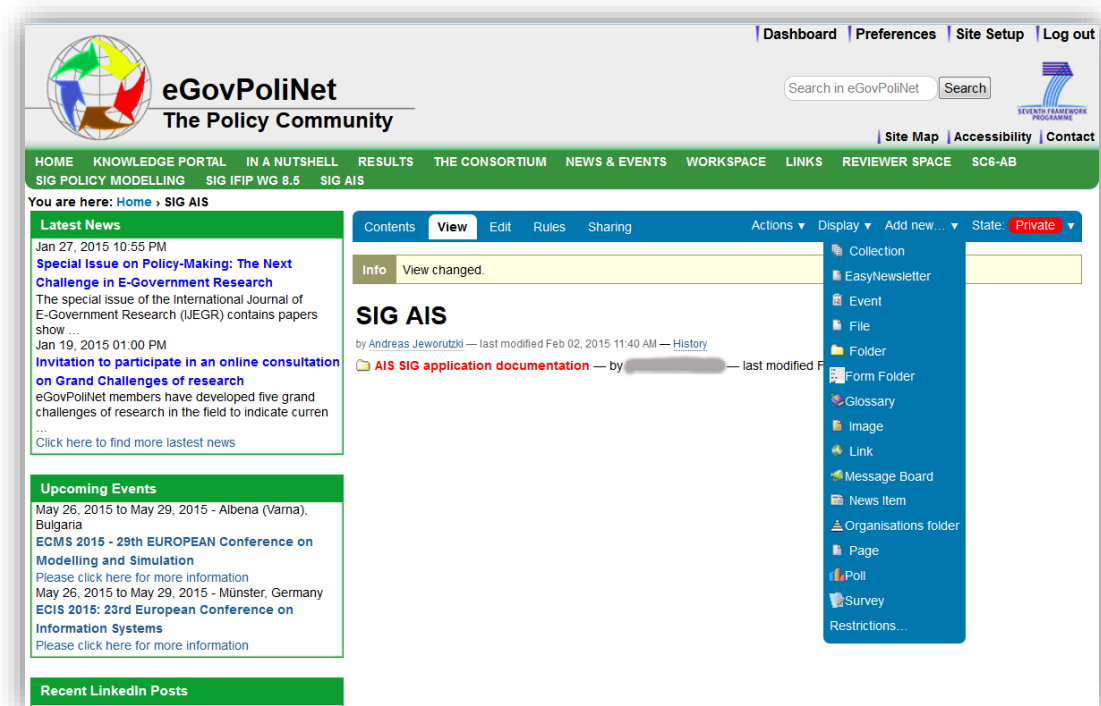 Dashboard Preferences Site Setup Log out
eGovPoliNet
The Policy Community
Search in eGovPoliNet Search
SEVENTH FRAMEWORK
PROGRAMME
Site Map Accessibility Contact
HOME KNOWLEDGE PORTAL IN A NUTSHELL RESULTS THE CONSORTIUM NEWS & EVENTS WORKSPACE LINKS REVIEWER SPACE SC6-AB
SIG POLICY MODELLING SIG IFIP WG 8.5 SIG AIS
You are here: Home › SIG AIS
Latest News
Jan 27, 2015 10:55 PM
Special Issue on Policy-Making: The Next
Challenge in E-Government Research
The special issue of the International Journal of
E-Government Research (IJEGR) contains papers
show ...
Jan 19, 2015 01:00 PM
Invitation to participate in an online consultation
on Grand Challenges of research
eGovPoliNet members have developed five grand
challenges of research in the field to indicate curren
...
Click here to find more lastest news
Upcoming Events
May 26, 2015 to May 29, 2015 - Albena (Varna),
Bulgaria
ECMS 2015 - 29th EUROPEAN Conference on
Modelling and Simulation
Please click here for more information
May 26, 2015 to May 29, 2015 - Münster, Germany
ECIS 2015: 23rd European Conference on
Information Systems
Please click here for more information
Recent LinkedIn Posts
Contents View Edit Rules Sharing Actions ▼ Display ▼ Add new... ▼ State: Private ▼
Info View changed.
SIG AIS
by Andreas Jeworutzki — last modified Feb 02, 2015 11:40 AM — History
AIS SIG application documentation — by — last modified F
Collection
EasyNewsletter
Event
File
Folder
Form Folder
Glossary
Image
Link
Message Board
News Item
Organisations folder
Page
Poll
Survey
Restrictions...